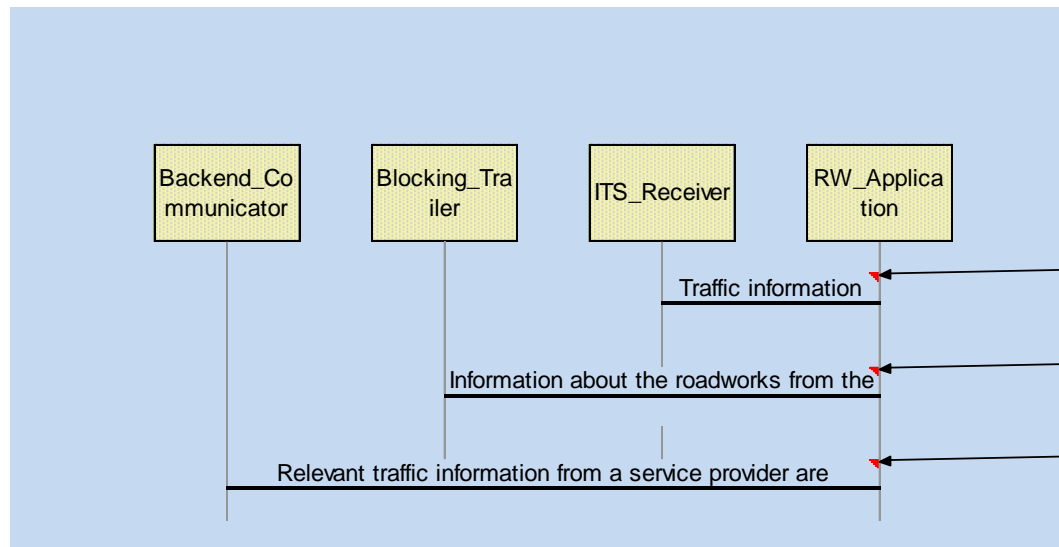 Backend_Co
mmunicator
Blocking_Tra
iler
ITS_Receiver
RW_Applica
tion
Traffic information
Information about the roadworks from the
Relevant traffic information from a service provider are